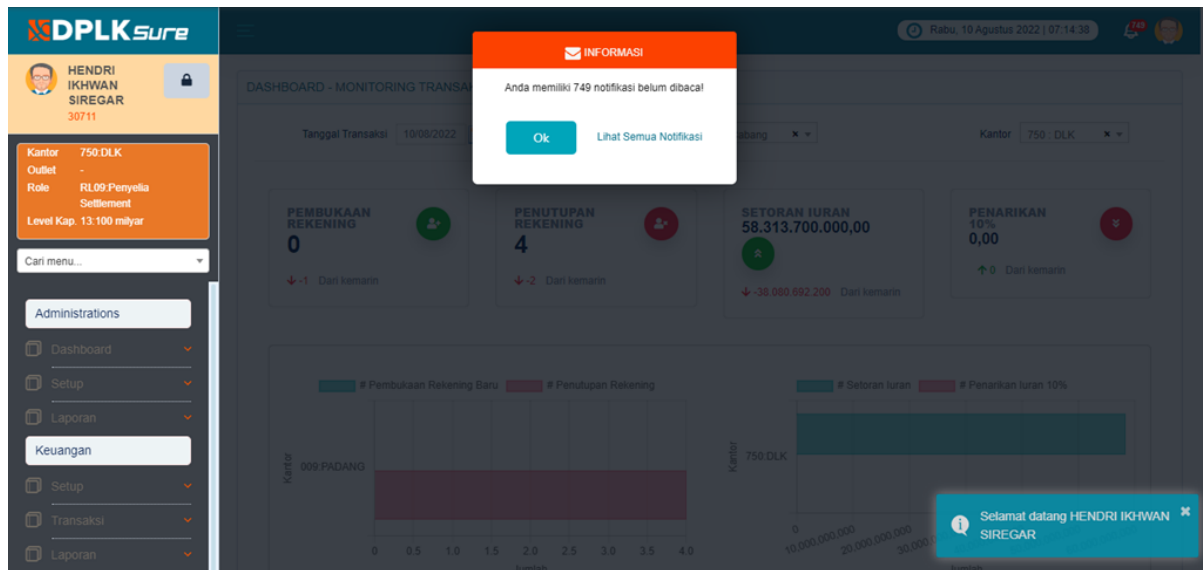 DPLKSure
HENDRI
IKHWAN
SIREGAR
30711
Kantor 750:DLK
Outlet -
Role RL09:Penyelia
Settlement
Level Kap. 13:100 milyar
Cari menu...
Administrations
Dashboard
Setup
Laporan
Keuangan
Setup
Transaksi
Laporan
Rabu, 10 Agustus 2022 | 07:14:38
749
INFORMASI
Anda memiliki 749 notifikasi belum dibaca!
Ok Lihat Semua Notifikasi
DASHBOARD - MONITORING
Tanggal Transaksi 10/08/2022
Kantor 750 : DLK
PEMBUKAAN
REKENING
0
-1 Dari kemarin
PENUTUPAN
REKENING
4
-2 Dari kemarin
SETORAN IURAN
58.313.700.000,00
-38.080.692.200 Dari kemarin
PENARIKAN
10%
0,00
0 Dari kemarin
# Pembukaan Rekening Baru # Penutupan Rekening
Kantor
009:PADANG
0 0.5 1.0 1.5 2.0 2.5 3.0 3.5 4.0
# Setoran Iuran # Penarikan Iuran 10%
Kantor
750:DLK
0 10,000,000,000 20,000,000,000
Selamat datang HENDRI IKHWAN
SIREGAR